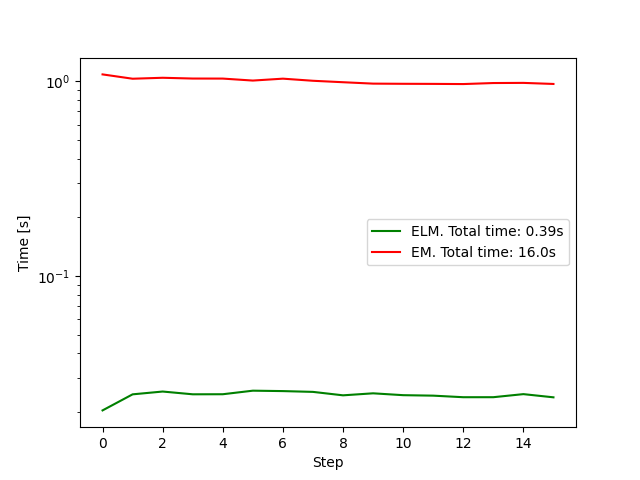 10⁰
10⁻¹
Time [s]
ELM. Total time: 0.39s
EM. Total time: 16.0s
0 2 4 6 8 10 12 14
Step